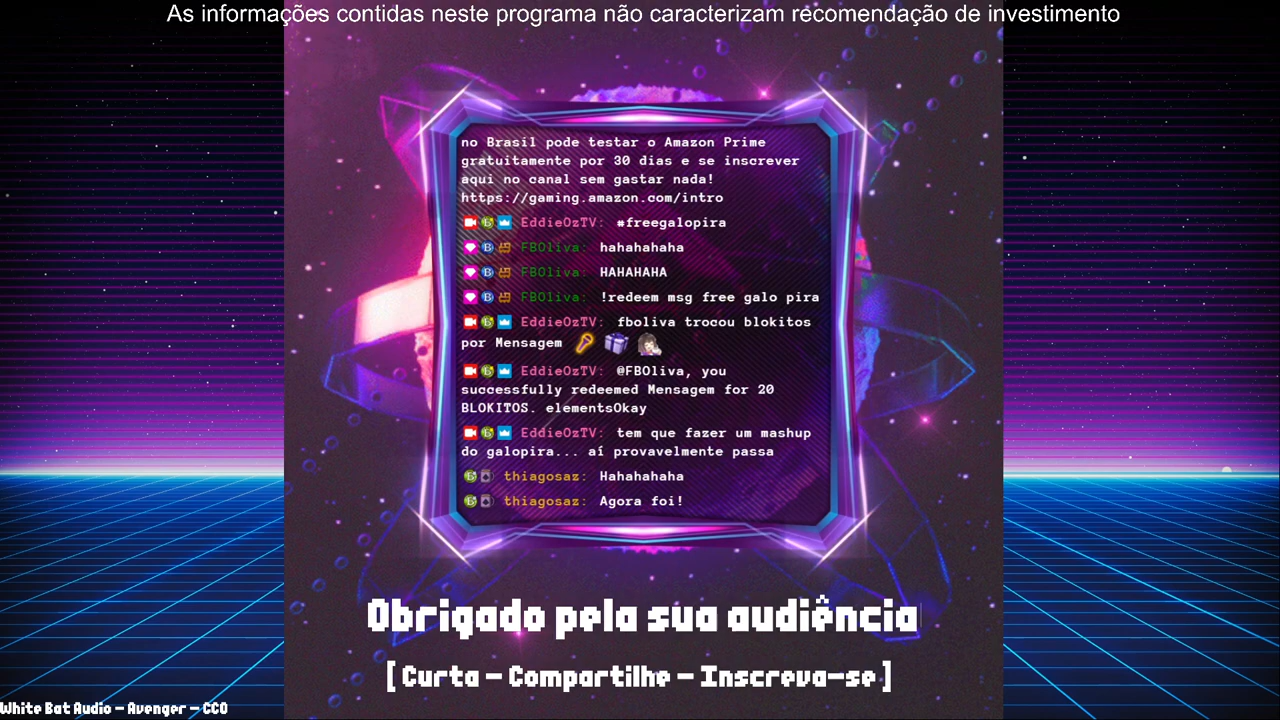 As informações contidas neste programa não caracterizam recomendação de investimento
no Brasil pode testar o Amazon Prime
gratuitamente por 30 dias e se inscrever
aqui no canal sem gastar nada!
https://gaming.amazon.com/intro
EddieOzTV: #freegalopira
FBOliva: hahahahaha
FBOliva: HAHAHAHA
FBOliva: !redeem msg free galo pira
EddieOzTV: fboliva trocou blokitos
por Mensagem
EddieOzTV: @FBOliva, you
successfully redeemed Mensagem for 20
BLOKITOS. elementsOkay
EddieOzTV: tem que fazer um mashup
do galopira... aí provavelmente passa
thiagosaz: Hahahahaha
thiagosaz: Agora foi!
Obrigado pela sua audiência
[ Curta - Compartilhe - Inscreva-se ]
White Bat Audio - Avenger - CC0